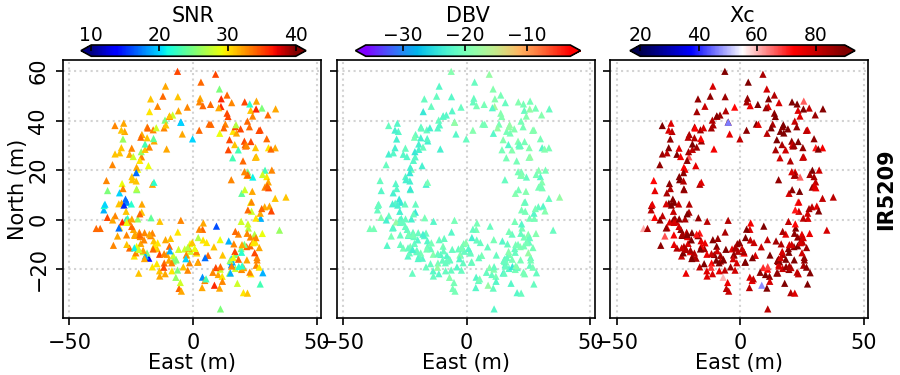 SNR DBV Xc
10 20 30 40 −30 −20 −10 20 40 60 80
60
40
20
0
−20
North (m)
IR5209
−50 0 50 −50 0 50 −50 0 50
East (m) East (m) East (m)